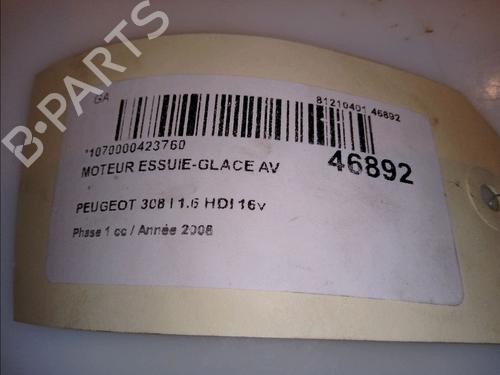 B-PARTS
GA
81210401 46892
*1070000423760
46892
MOTEUR ESSUIE-GLACE AV
PEUGEOT 308 I 1.6 HDI 16v
Phase 1 cc / Année 2008